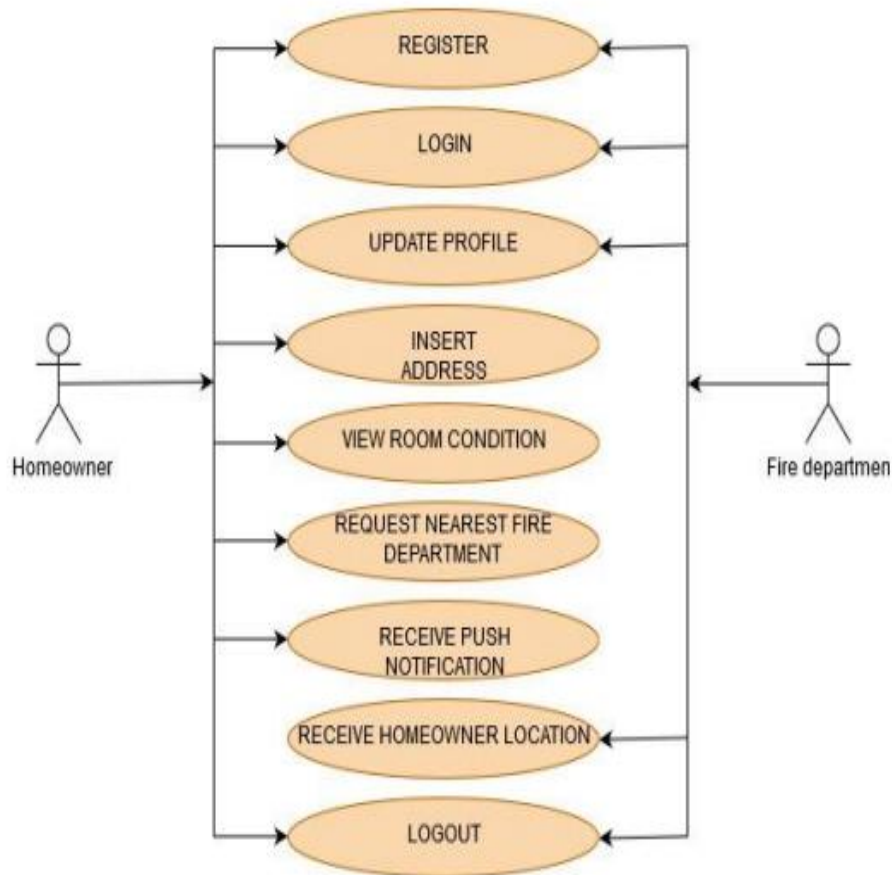 REGISTER
LOGIN
UPDATE PROFILE
INSERT
ADDRESS
VIEW ROOM CONDITION
Homeowner
Fire departmen
REQUEST NEAREST FIRE
DEPARTMENT
RECEIVE PUSH
NOTIFICATION
RECEIVE HOMEOWNER LOCATION
LOGOUT